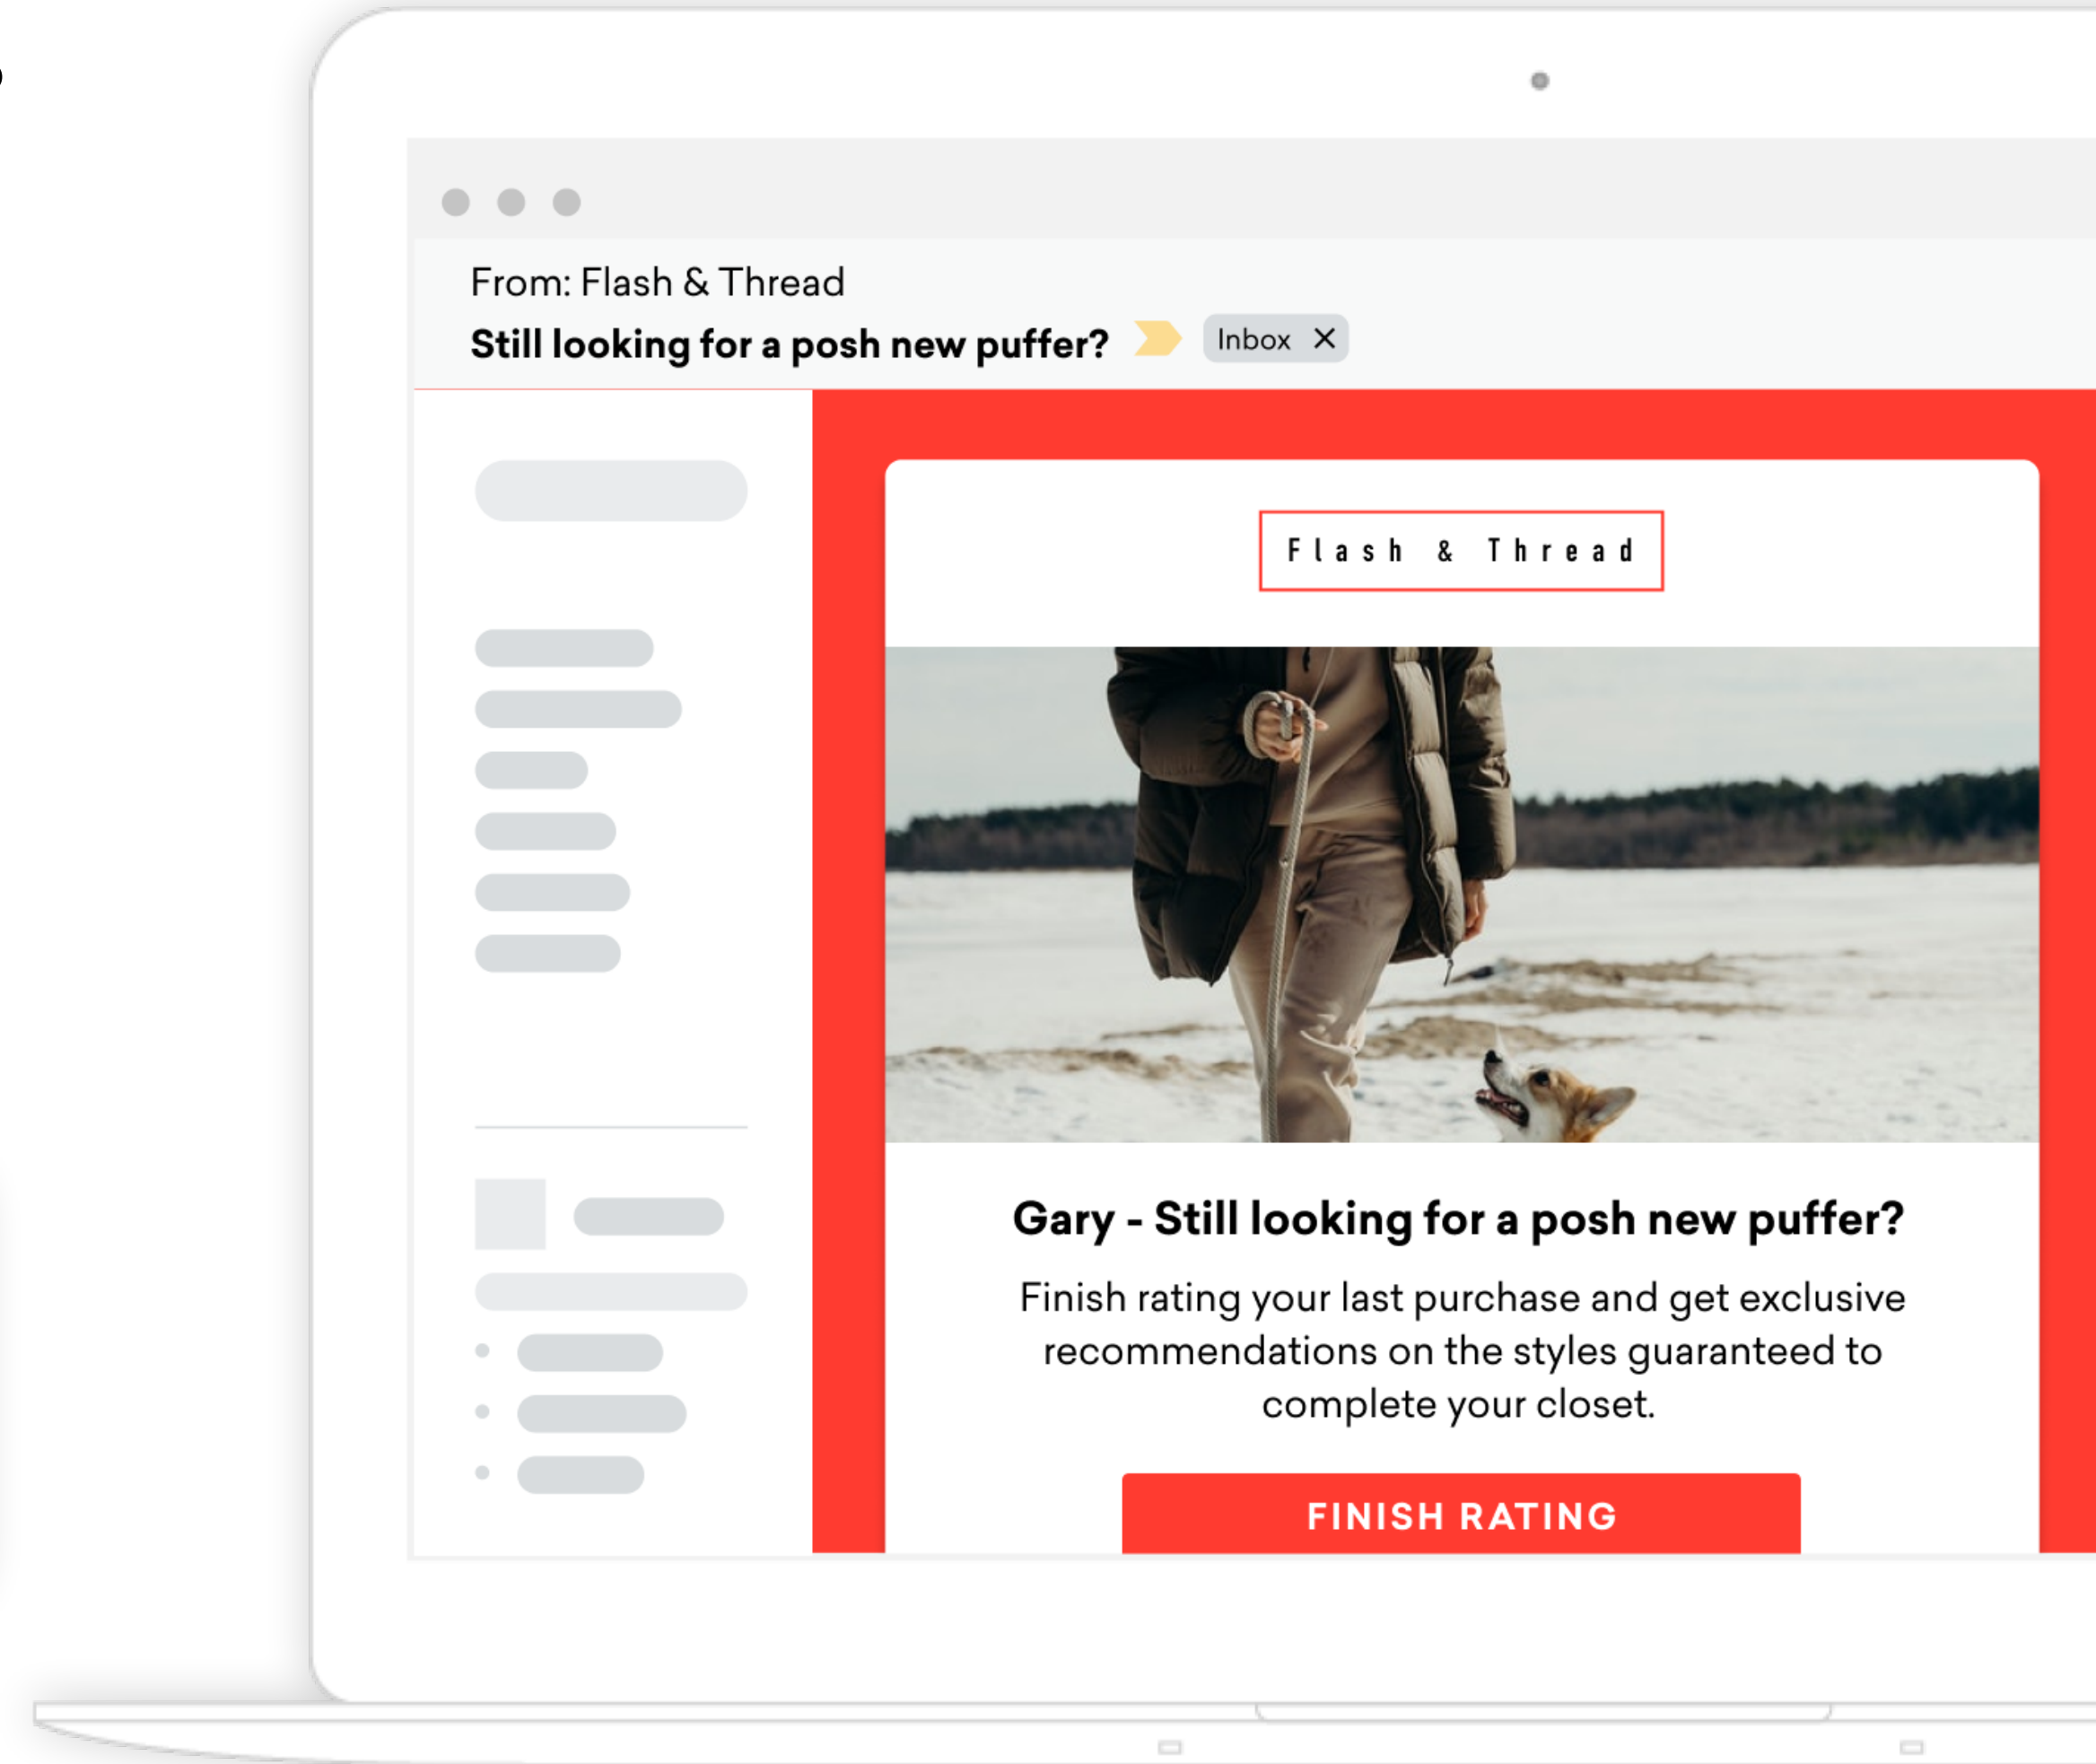 From: Flash & Thread
Still looking for a posh new puffer?
Inbox ✕
Flash & Thread
Gary - Still looking for a posh new puffer?
Finish rating your last purchase and get exclusive
recommendations on the styles guaranteed to
complete your closet.
FINISH RATING